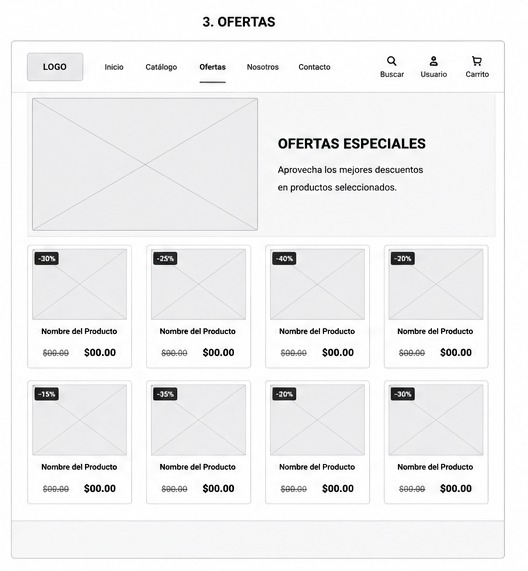 3. OFERTAS
LOGO Inicio Catálogo Ofertas Nosotros Contacto Buscar Usuario Carrito
OFERTAS ESPECIALES
Aprovecha los mejores descuentos
en productos seleccionados.
-30% -25% -40% -20%
Nombre del Producto Nombre del Producto Nombre del Producto Nombre del Producto
$00.00 $00.00 $00.00 $00.00 $00.00 $00.00 $00.00 $00.00
-15% -35% -20% -30%
Nombre del Producto Nombre del Producto Nombre del Producto Nombre del Producto
$00.00 $00.00 $00.00 $00.00 $00.00 $00.00 $00.00 $00.00